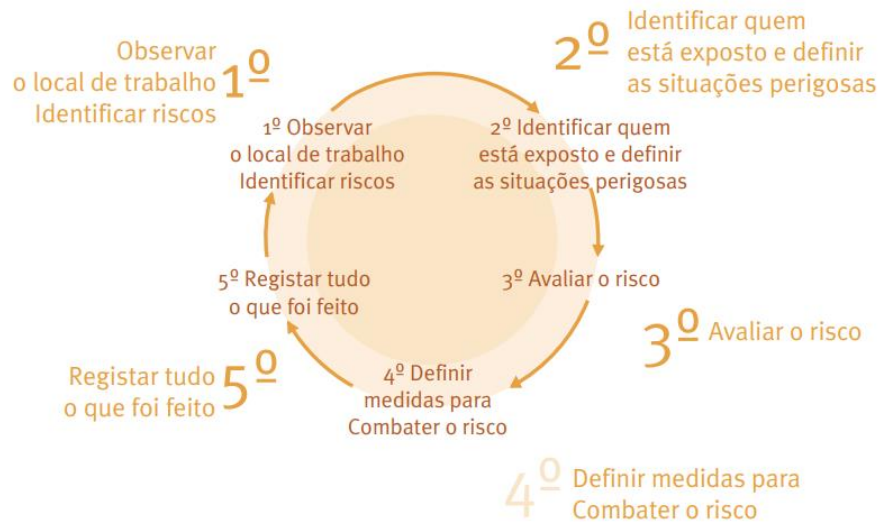 Observar
o local de trabalho
Identificar riscos
1º
2º
Identificar quem
está exposto e definir
as situações perigosas
1º Observar
o local de trabalho
Identificar riscos
2º Identificar quem
está exposto e definir
as situações perigosas
3º Avaliar o risco
4º Definir
medidas para
Combater o risco
5º Registar tudo
o que foi feito
3º Avaliar o risco
Registar tudo
o que foi feito
5º
4º
Definir medidas para
Combater o risco